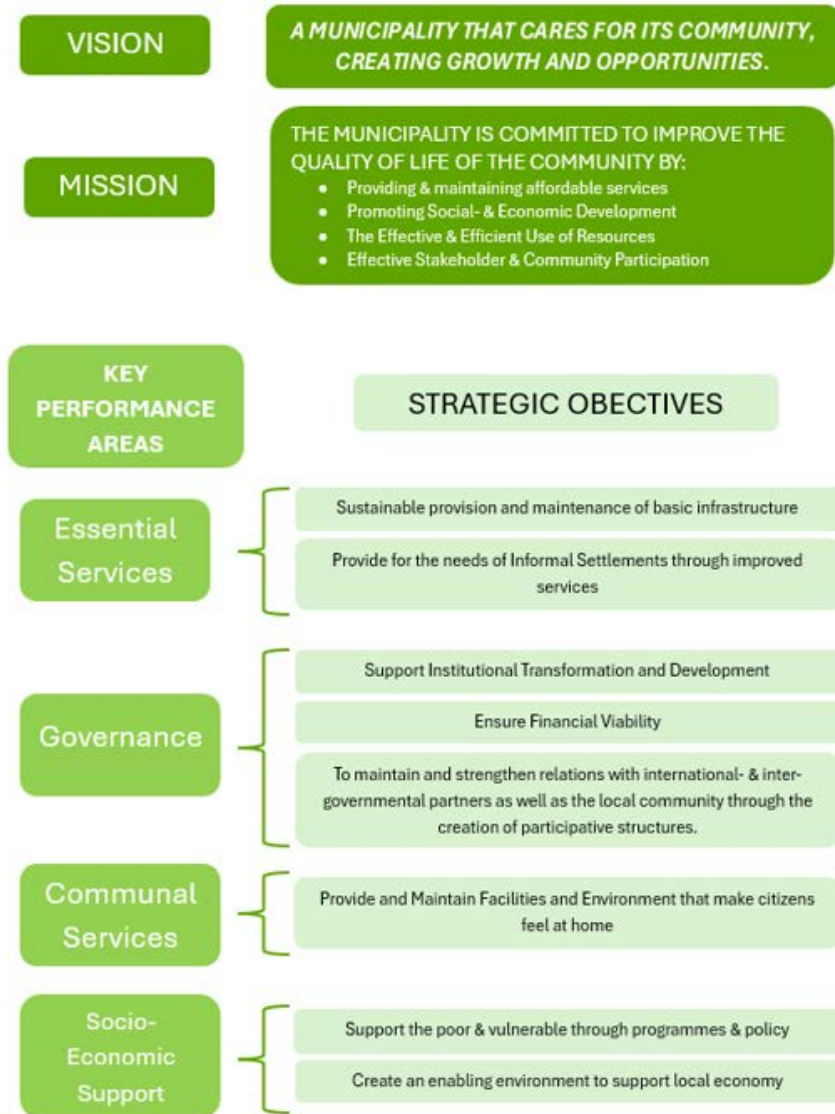 VISION
A MUNICIPALITY THAT CARES FOR ITS COMMUNITY,
CREATING GROWTH AND OPPORTUNITIES.
MISSION
THE MUNICIPALITY IS COMMITTED TO IMPROVE THE
QUALITY OF LIFE OF THE COMMUNITY BY:
• Providing & maintaining affordable services
• Promoting Social- & Economic Development
• The Effective & Efficient Use of Resources
• Effective Stakeholder & Community Participation
KEY
PERFORMANCE
AREAS
STRATEGIC OBECTIVES
Essential
Services
Sustainable provision and maintenance of basic infrastructure
Provide for the needs of Informal Settlements through improved
services
Governance
Support Institutional Transformation and Development
Ensure Financial Viability
To maintain and strengthen relations with international- & inter-
governmental partners as well as the local community through the
creation of participative structures.
Communal
Services
Provide and Maintain Facilities and Environment that make citizens
feel at home
Socio-
Economic
Support
Support the poor & vulnerable through programmes & policy
Create an enabling environment to support local economy